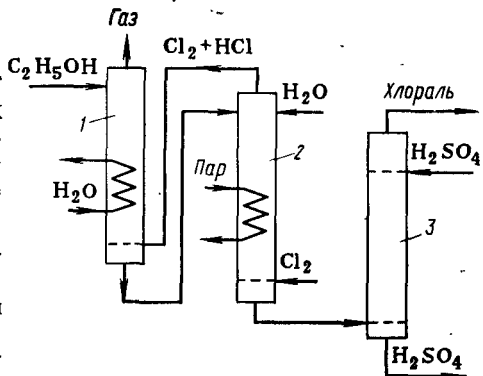 Газ
Cl₂+HCl
C₂H₅OH
H₂O
Хлораль
1
2
H₂SO₄
Пар
H₂O
3
Cl₂
H₂SO₄